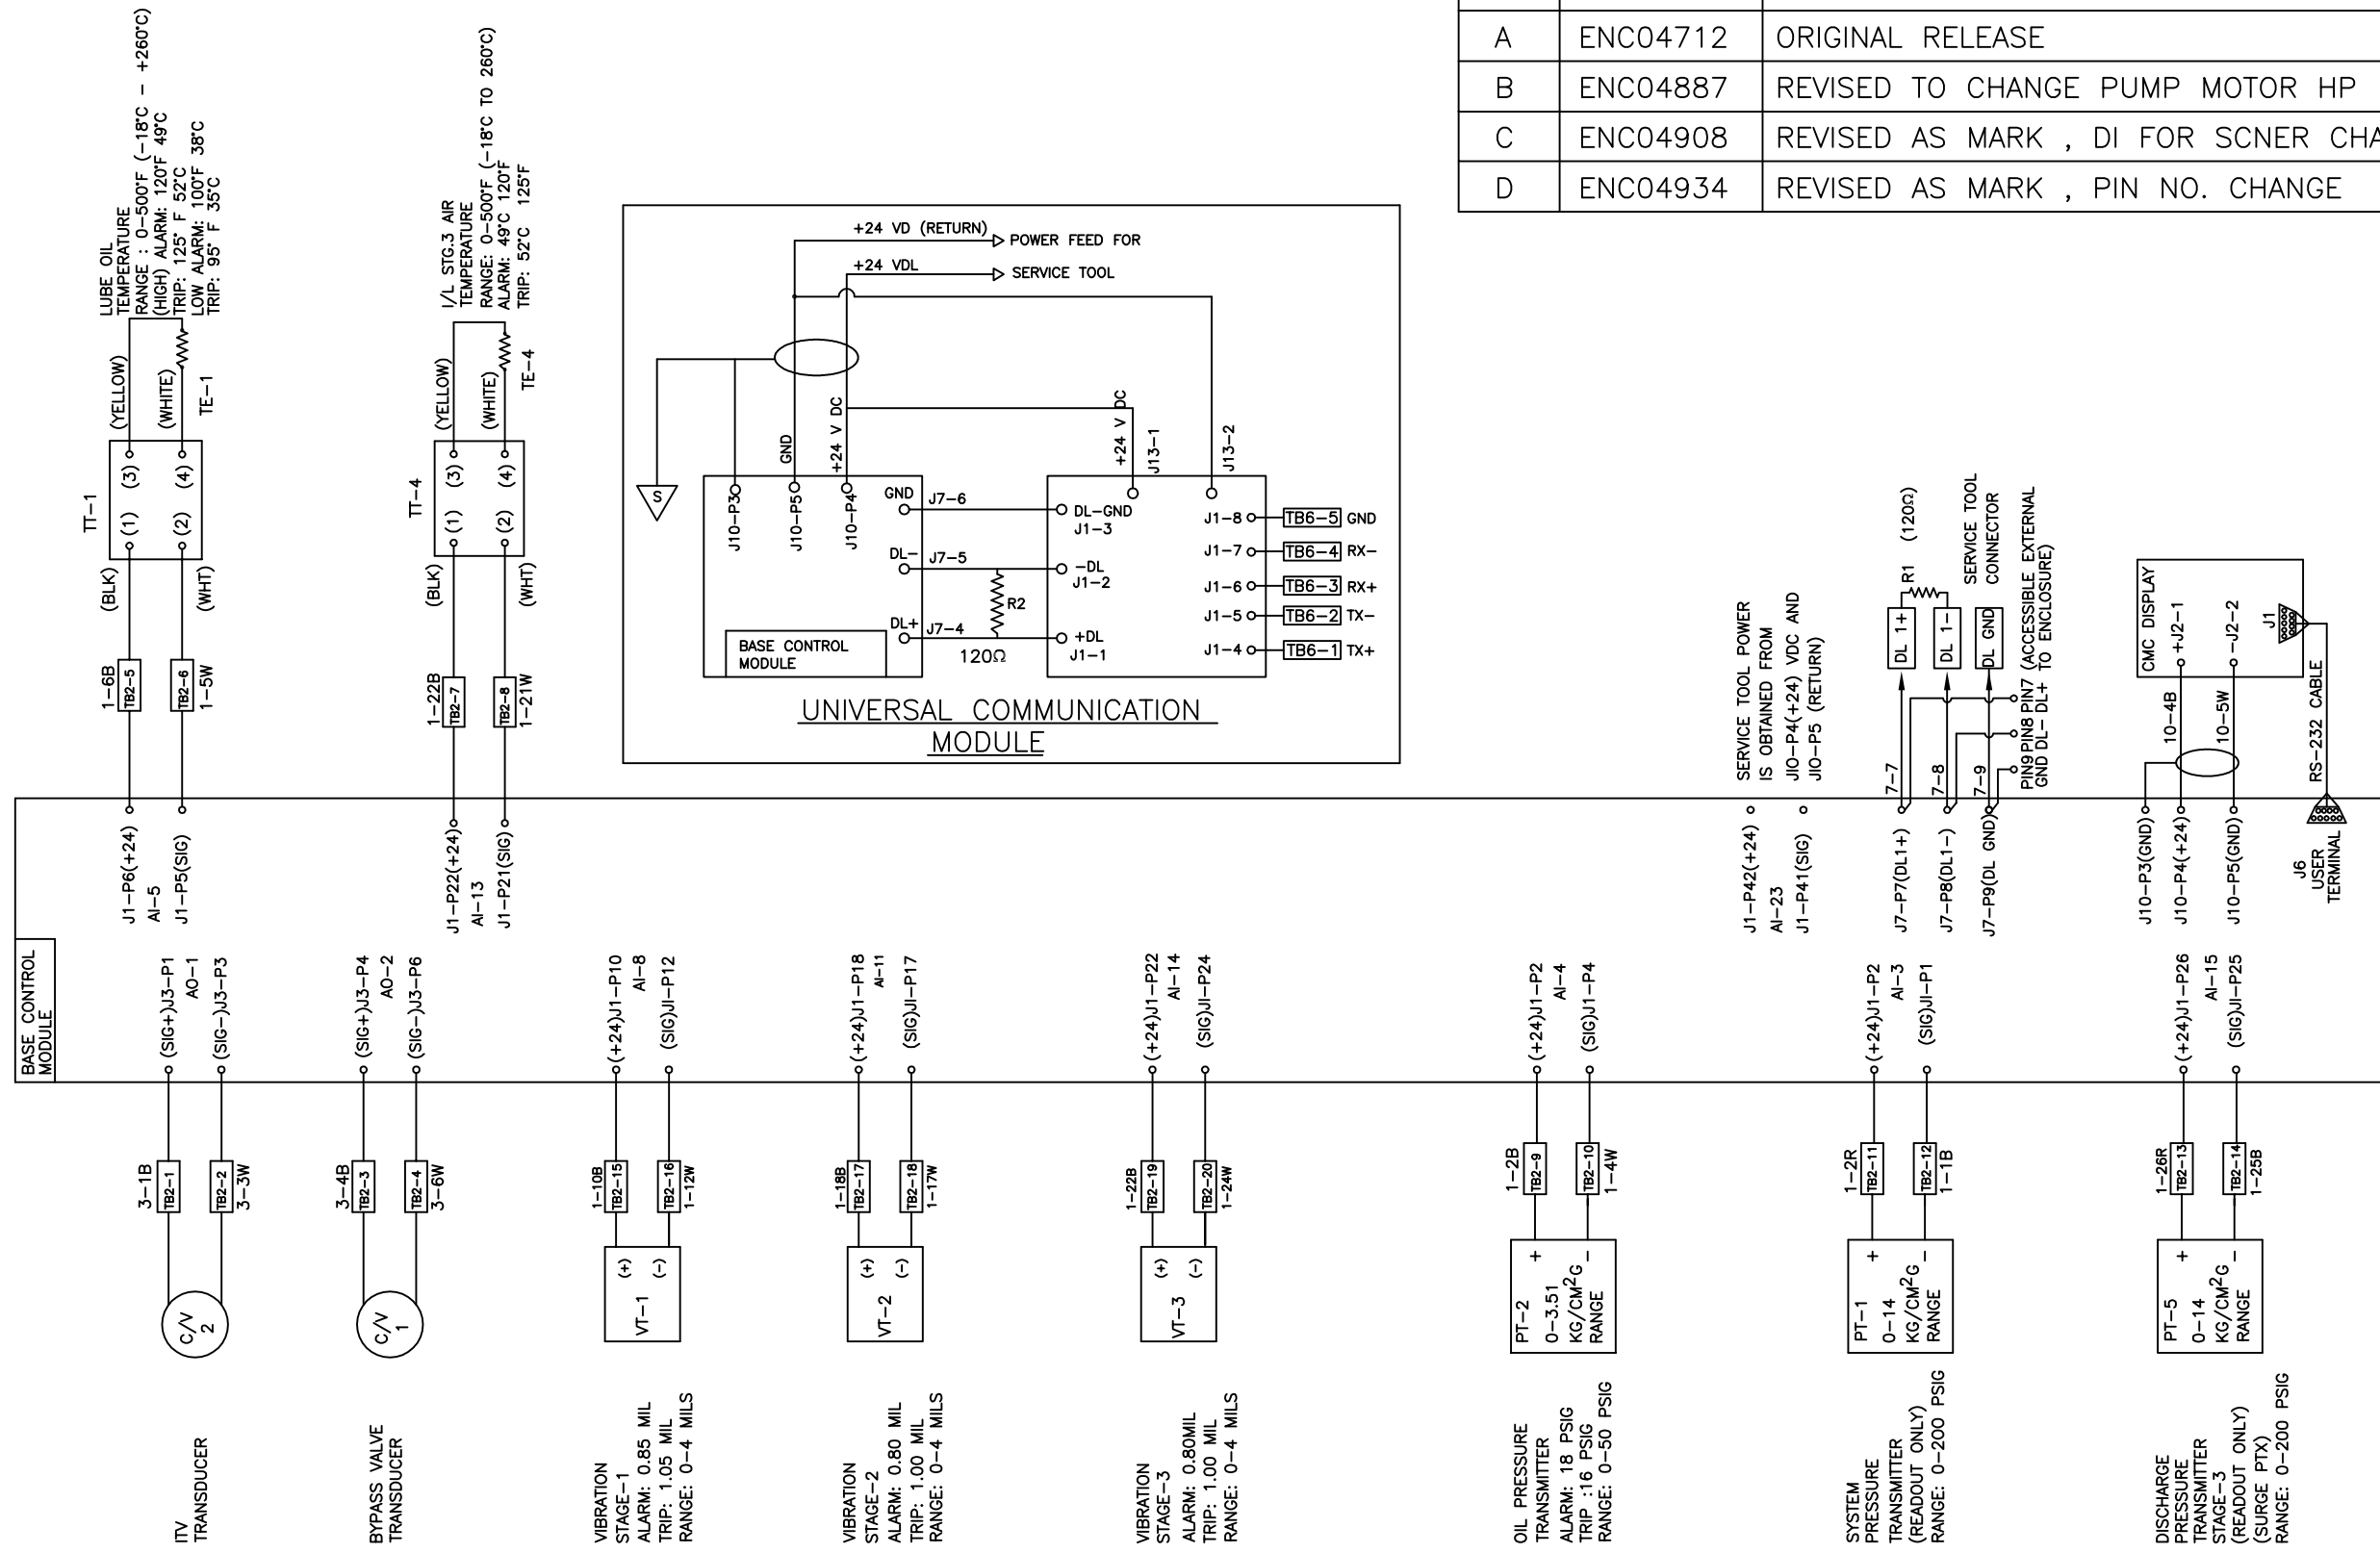 A ENC04712 ORIGINAL RELEASE
B ENC04887 REVISED TO CHANGE PUMP MOTOR HP
C ENC04908 REVISED AS MARK , DI FOR SCNER CHA
D ENC04934 REVISED AS MARK , PIN NO. CHANGE
LUBE OIL
TEMPERATURE
RANGE : 0-500°F (-18°C - +260°C)
(HIGH) ALARM: 120°F 49°C
TRIP: 125° F 52°C
LOW ALARM: 100°F 38°C
TRIP: 95° F 35°C
(YELLOW)
(WHITE)
TE-1
TT-1
(3)
(4)
(1)
(2)
(BLK)
(WHT)
1-6B
TB2-5
TB2-6
1-5W
J1-P6(+24)
AI-5
J1-P5(SIG)
I/L STG.3 AIR
TEMPERATURE
RANGE: 0-500°F (-18°C TO 260°C)
ALARM: 49°C 120°F
TRIP: 52°C 125°F
(YELLOW)
(WHITE)
TE-4
TT-4
(3)
(4)
(1)
(2)
(BLK)
(WHT)
1-22B
TB2-7
TB2-8
1-21W
J1-P22(+24)
AI-13
J1-P21(SIG)
+24 VD (RETURN)
POWER FEED FOR
+24 VDL
SERVICE TOOL
S
GND
+24 V DC
+24 V DC
J13-1
J13-2
J10-P3
J10-P5
J10-P4
GND
J7-6
DL-GND
J1-3
DL-
J7-5
-DL
J1-2
R2
DL+
J7-4
+DL
J1-1
120Ω
BASE CONTROL
MODULE
J1-8 TB6-5 GND
J1-7 TB6-4 RX-
J1-6 TB6-3 RX+
J1-5 TB6-2 TX-
J1-4 TB6-1 TX+
UNIVERSAL COMMUNICATION
MODULE
SERVICE TOOL POWER
IS OBTAINED FROM
JIO-P4(+24) VDC AND
JIO-P5 (RETURN)
J1-P42(+24)
AI-23
J1-P41(SIG)
R1 (120Ω)
SERVICE TOOL
CONNECTOR
DL 1+
DL 1-
DL GND
PIN9 PIN8 PIN7 (ACCESSIBLE EXTERNAL
GND DL- DL+ TO ENCLOSURE)
7-7
7-8
7-9
J7-P7(DL1+)
J7-P8(DL1-)
J7-P9(DL GND)
CMC DISPLAY
+J2-1
-J2-2
J1
10-4B
10-5W
RS-232 CABLE
J10-P3(GND)
J10-P4(+24)
J10-P5(GND)
J6
USER
TERMINAL
BASE CONTROL
MODULE
(SIG+)J3-P1
AO-1
(SIG-)J3-P3
3-1B
TB2-1
TB2-2
3-3W
C/V
2
ITV
TRANSDUCER
(SIG+)J3-P4
AO-2
(SIG-)J3-P6
3-4B
TB2-3
TB2-4
3-6W
C/V
1
BYPASS VALVE
TRANSDUCER
(+24)J1-P10
AI-8
(SIG)JI-P12
1-10B
TB2-15
TB2-16
1-12W
(+)
(-)
VT-1
VIBRATION
STAGE-1
ALARM: 0.85 MIL
TRIP: 1.05 MIL
RANGE: 0-4 MILS
(+24)J1-P18
AI-11
(SIG)JI-P17
1-18B
TB2-17
TB2-18
1-17W
(+)
(-)
VT-2
VIBRATION
STAGE-2
ALARM: 0.80 MIL
TRIP: 1.00 MIL
RANGE: 0-4 MILS
(+24)J1-P22
AI-14
(SIG)JI-P24
1-22B
TB2-19
TB2-20
1-24W
(+)
(-)
VT-3
VIBRATION
STAGE-3
ALARM: 0.80MIL
TRIP: 1.00 MIL
RANGE: 0-4 MILS
(+24)J1-P2
AI-4
(SIG)J1-P4
1-2B
TB2-9
TB2-10
1-4W
+
-
PT-2
0-3.51
KG/CM²G
RANGE
OIL PRESSURE
TRANSMITTER
ALARM: 18 PSIG
TRIP :16 PSIG
RANGE: 0-50 PSIG
(+24)J1-P2
AI-3
(SIG)JI-P1
1-2R
TB2-11
TB2-12
1-1B
+
-
PT-1
0-14
KG/CM²G
RANGE
SYSTEM
PRESSURE
TRANSMITTER
(READOUT ONLY)
RANGE: 0-200 PSIG
(+24)J1-P26
AI-15
(SIG)JI-P25
1-26R
TB2-13
TB2-14
1-25B
+
-
PT-5
0-14
KG/CM²G
RANGE
DISCHARGE
PRESSURE
TRANSMITTER
STAGE-3
(READOUT ONLY)
(SURGE PTX)
RANGE: 0-200 PSIG